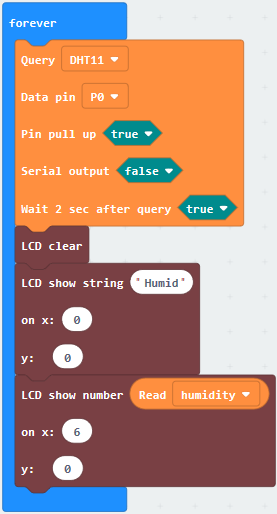 forever
Query DHT11
Data pin P0
Pin pull up true
Serial output false
Wait 2 sec after query true
LCD clear
LCD show string "Humid"
on x: 0
y: 0
LCD show number Read humidity
on x: 6
y: 0